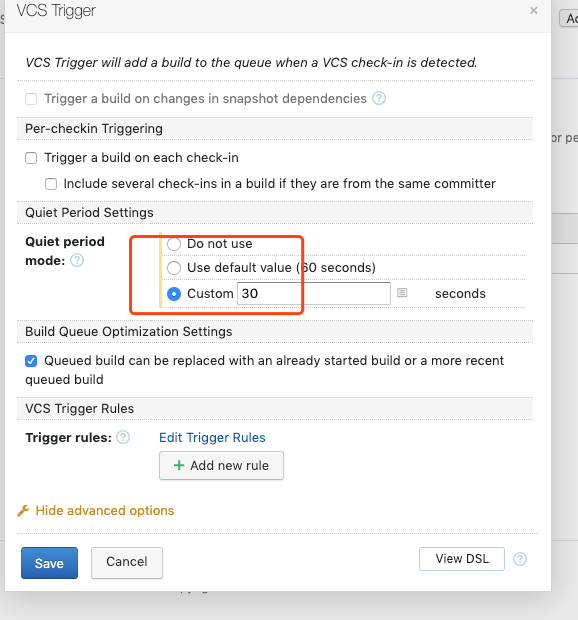 VCS Trigger
×
VCS Trigger will add a build to the queue when a VCS check-in is detected.
Trigger a build on changes in snapshot dependencies ?
Per-checkin Triggering
Trigger a build on each check-in
Include several check-ins in a build if they are from the same committer
Quiet Period Settings
Quiet period
mode: ?
Do not use
Use default value (60 seconds)
Custom 30 seconds
Build Queue Optimization Settings
Queued build can be replaced with an already started build or a more recent
queued build
VCS Trigger Rules
Trigger rules: ? Edit Trigger Rules
+ Add new rule
Hide advanced options
Save Cancel View DSL ?